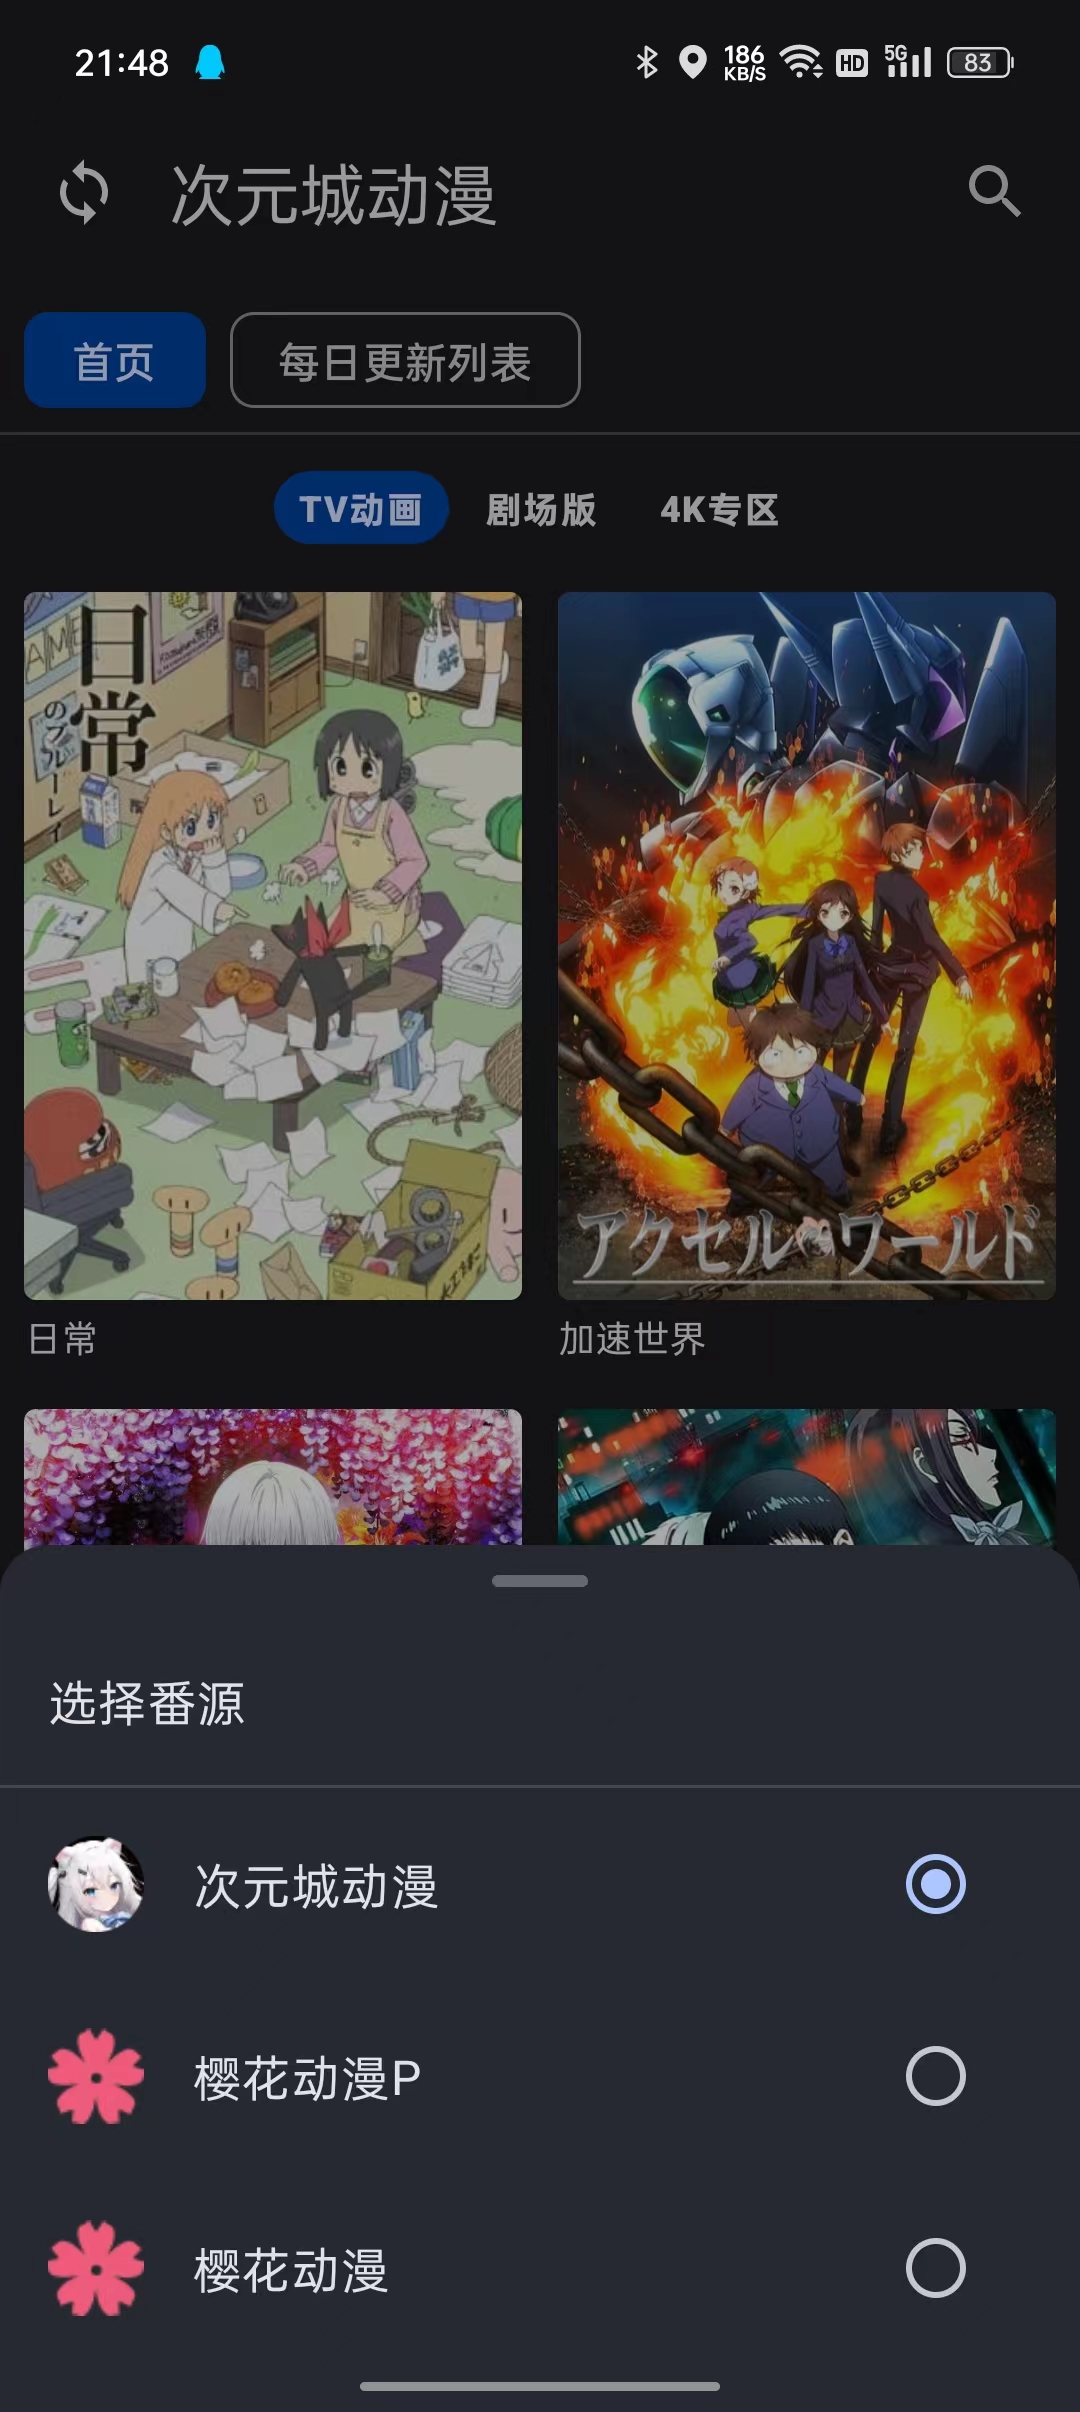 21:48
186
KB/S
HD
5G
83
次元城动漫
首页
每日更新列表
TV动画
剧场版
4K专区
日常
のブルーレイ
アクセル・ワールド
日常
加速世界
选择番源
次元城动漫
樱花动漫P
樱花动漫